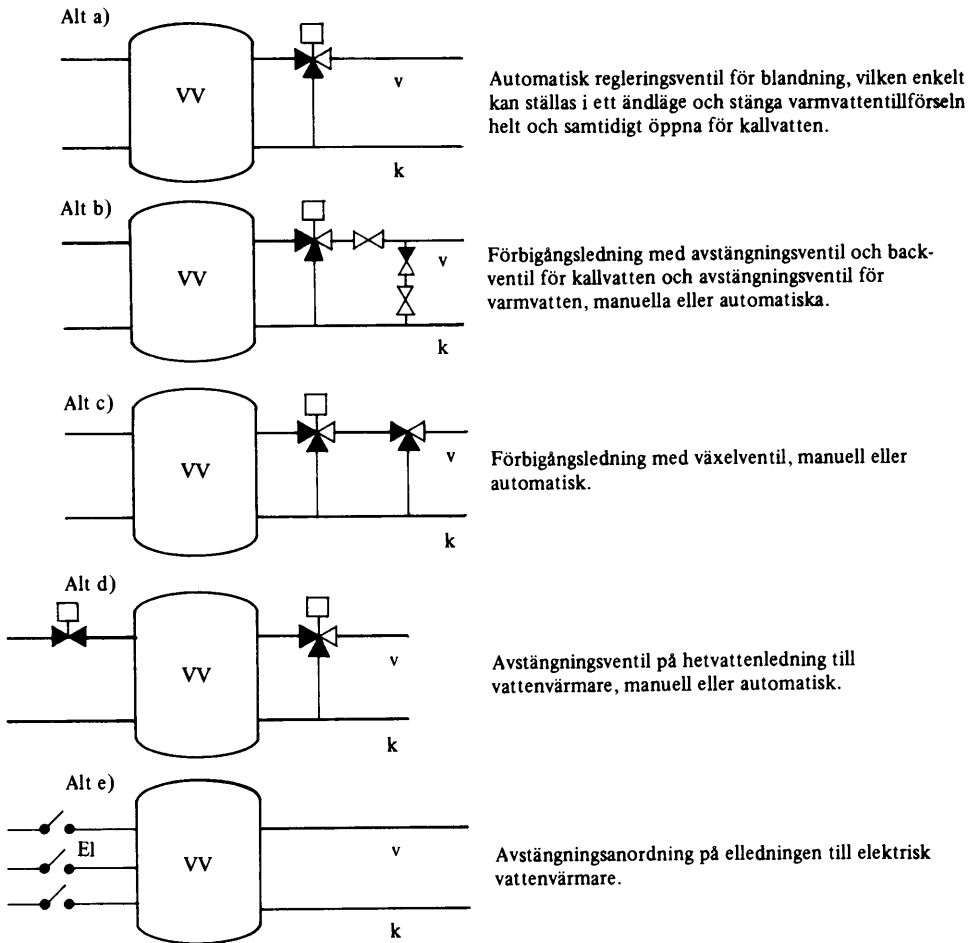 Alt a)
VV
v
k
Automatisk regleringsventil för blandning, vilken enkelt
kan ställas i ett ändläge och stänga varmvattentillförseln
helt och samtidigt öppna för kallvatten.
Alt b)
VV
v
k
Förbigångsledning med avstängningsventil och back-
ventil för kallvatten och avstängningsventil för
varmvatten, manuella eller automatiska.
Alt c)
VV
v
k
Förbigångsledning med växelventil, manuell eller
automatisk.
Alt d)
VV
v
k
Avstängningsventil på hetvattenledning till
vattenvärmare, manuell eller automatisk.
Alt e)
El
VV
v
k
Avstängningsanordning på elledningen till elektrisk
vattenvärmare.